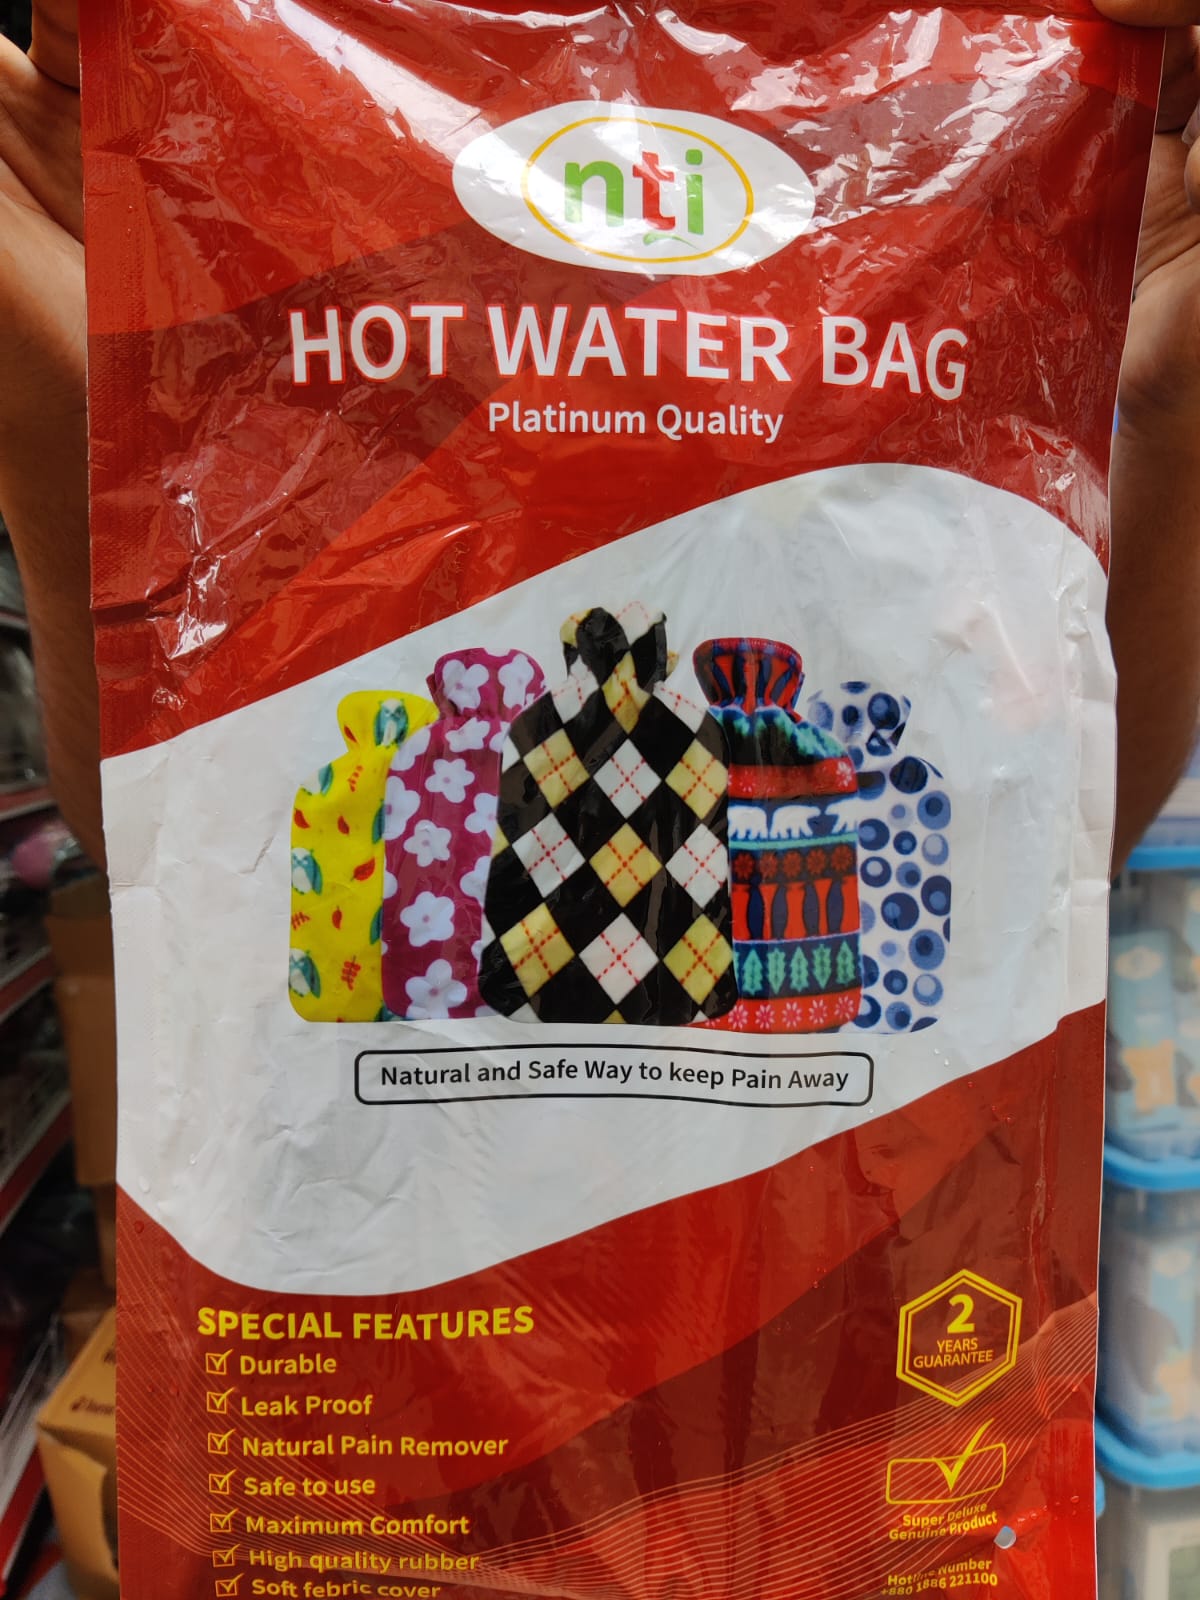 nti
HOT WATER BAG
Platinum Quality
Natural and Safe Way to keep Pain Away
SPECIAL FEATURES
Durable
Leak Proof
Natural Pain Remover
Safe to use
Maximum Comfort
High quality rubber
Soft febric cover
2
YEARS
GUARANTEE
Super Deluxe
Genuine Product
Hotline Number
+880 1886 221100